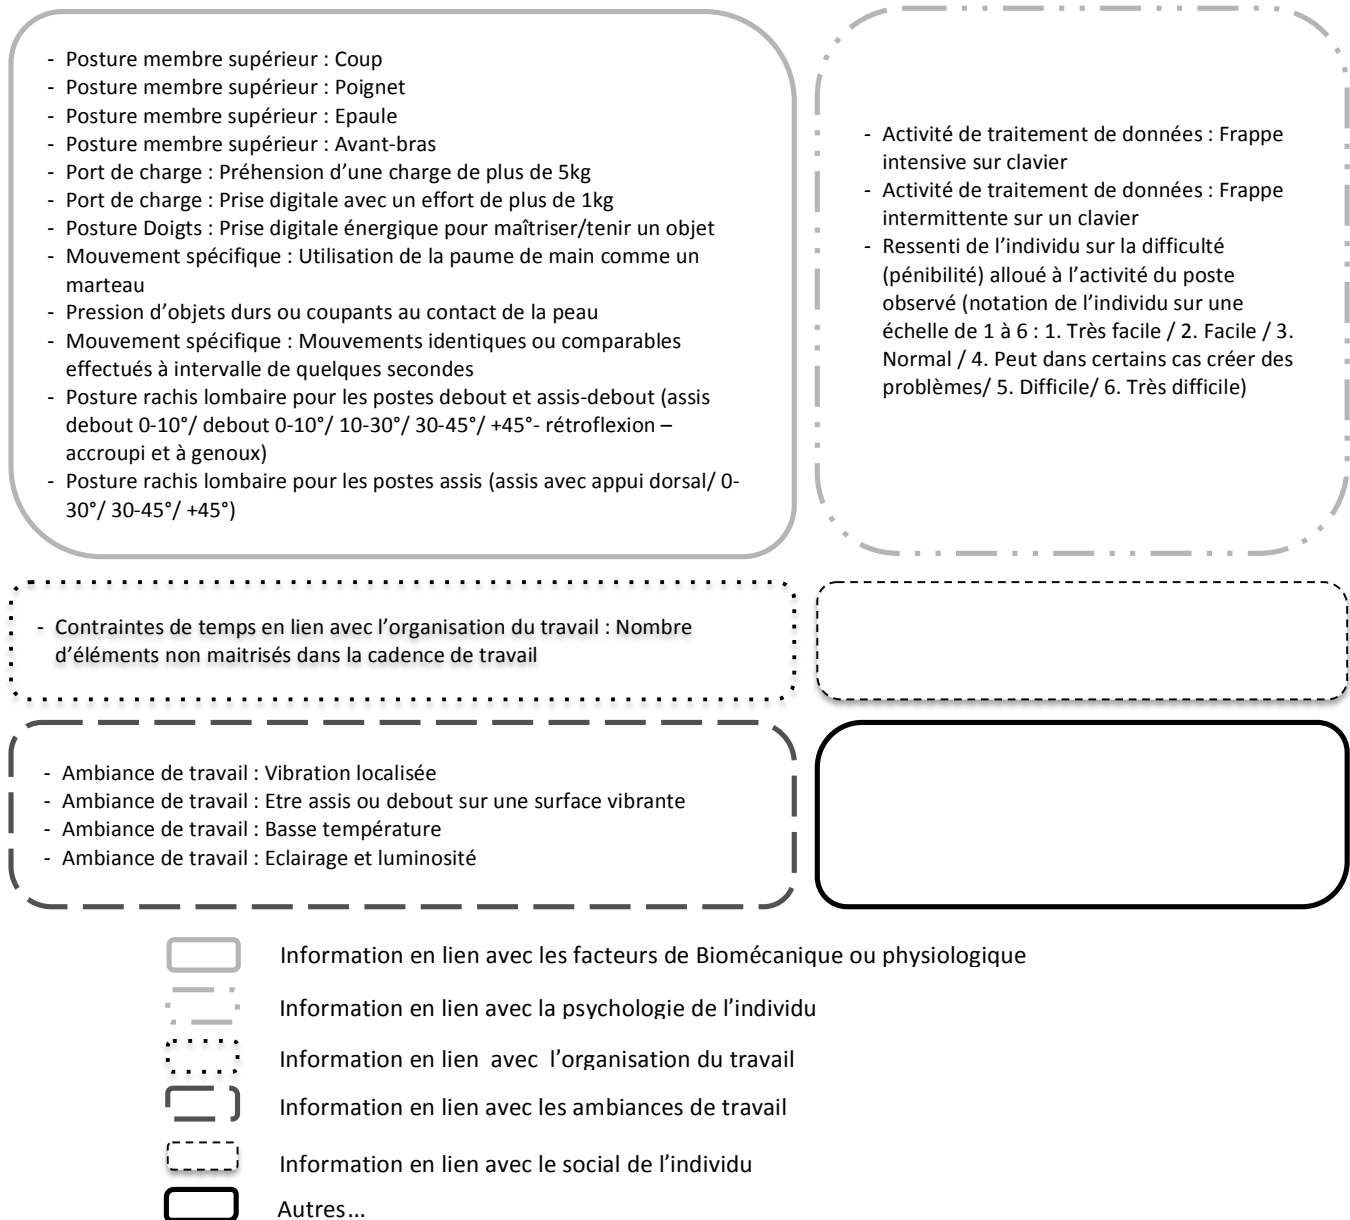 - Posture membre supérieur : Coup
- Posture membre supérieur : Poignet
- Posture membre supérieur : Epaule
- Posture membre supérieur : Avant-bras
- Port de charge : Préhension d’une charge de plus de 5kg
- Port de charge : Prise digitale avec un effort de plus de 1kg
- Posture Doigts : Prise digitale énergique pour maîtriser/tenir un objet
- Mouvement spécifique : Utilisation de la paume de main comme un
marteau
- Pression d’objets durs ou coupants au contact de la peau
- Mouvement spécifique : Mouvements identiques ou comparables
effectués à intervalle de quelques secondes
- Posture rachis lombaire pour les postes debout et assis-debout (assis
debout 0-10°/ debout 0-10°/ 10-30°/ 30-45°/ +45°- rétroflexion –
accroupi et à genoux)
- Posture rachis lombaire pour les postes assis (assis avec appui dorsal/ 0-
30°/ 30-45°/ +45°)
- Activité de traitement de données : Frappe
intensive sur clavier
- Activité de traitement de données : Frappe
intermittente sur un clavier
- Ressenti de l’individu sur la difficulté
(pénibilité) alloué à l’activité du poste
observé (notation de l’individu sur une
échelle de 1 à 6 : 1. Très facile / 2. Facile / 3.
Normal / 4. Peut dans certains cas créer des
problèmes/ 5. Difficile/ 6. Très difficile)
- Contraintes de temps en lien avec l’organisation du travail : Nombre
d’éléments non maitrisés dans la cadence de travail
- Ambiance de travail : Vibration localisée
- Ambiance de travail : Etre assis ou debout sur une surface vibrante
- Ambiance de travail : Basse température
- Ambiance de travail : Eclairage et luminosité
Information en lien avec les facteurs de Biomécanique ou physiologique
Information en lien avec la psychologie de l’individu
Information en lien avec l’organisation du travail
Information en lien avec les ambiances de travail
Information en lien avec le social de l’individu
Autres...